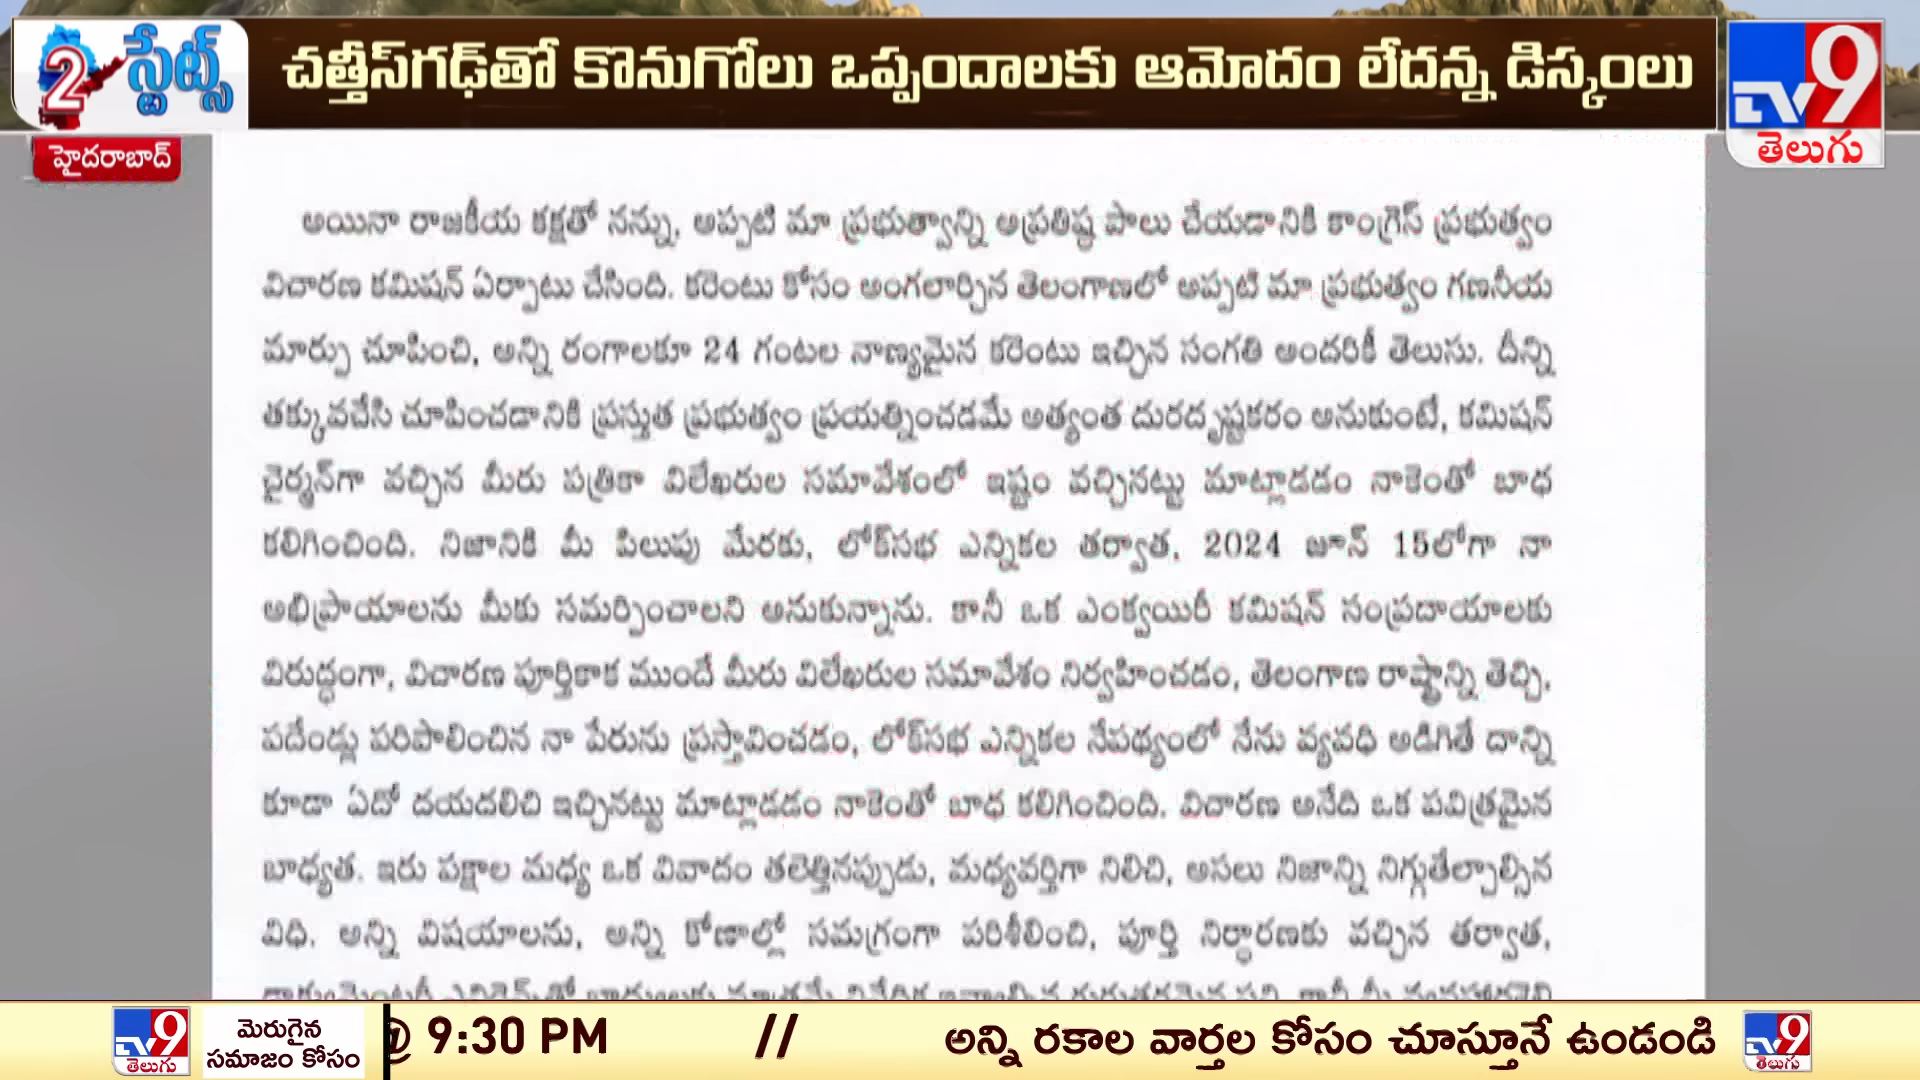 2 స్టేట్స్
చత్తీస్‌గఢ్‌తో కొనుగోలు ఒప్పందాలకు ఆమోదం లేదన్న డిస్కంలు
TV9
తెలుగు
హైదరాబాద్
అయినా రాజకీయ కక్షతో నన్ను, అప్పటి మా ప్రభుత్వాన్ని అప్రతిష్ఠ పాలు చేయడానికి కాంగ్రెస్ ప్రభుత్వం
విచారణ కమిషన్ ఏర్పాటు చేసింది. కరెంటు కోసం అంగలార్చిన తెలంగాణలో అప్పటి మా ప్రభుత్వం గణనీయ
మార్పు చూపించి, అన్ని రంగాలకూ 24 గంటల నాణ్యమైన కరెంటు ఇచ్చిన సంగతి అందరికీ తెలుసు. దీన్ని
తక్కువచేసి చూపించడానికి ప్రస్తుత ప్రభుత్వం ప్రయత్నించడమే అత్యంత దురదృష్టకరం అనుకుంటే, కమిషన్
చైర్మన్‌గా వచ్చిన మీరు పత్రికా విలేఖరుల సమావేశంలో ఇష్టం వచ్చినట్టు మాట్లాడడం నాకెంతో బాధ
కలిగించింది. నిజానికి మీ పిలుపు మేరకు, లోక్‌సభ ఎన్నికల తర్వాత, 2024 జూన్ 15లోగా నా
అభిప్రాయాలను మీకు సమర్పించాలని అనుకున్నాను. కానీ ఒక ఎంక్వయిరీ కమిషన్ సంప్రదాయాలకు
విరుద్ధంగా, విచారణ పూర్తికాక ముందే మీరు విలేఖరుల సమావేశం నిర్వహించడం, తెలంగాణ రాష్ట్రాన్ని తెచ్చి,
పదేండ్లు పరిపాలించిన నా పేరును ప్రస్తావించడం, లోక్‌సభ ఎన్నికల నేపథ్యంలో నేను వ్యవధి అడిగితే దాన్ని
కూడా ఏదో దయదలిచి ఇచ్చినట్టు మాట్లాడడం నాకెంతో బాధ కలిగించింది. విచారణ అనేది ఒక పవిత్రమైన
బాధ్యత. ఇరు పక్షాల మధ్య ఒక వివాదం తలెత్తినప్పుడు, మధ్యవర్తిగా నిలిచి, అసలు నిజాన్ని నిగ్గుతేల్చాల్సిన
విధి. అన్ని విషయాలను, అన్ని కోణాల్లో సమగ్రంగా పరిశీలించి, పూర్తి నిర్ధారణకు వచ్చిన తర్వాత,
TV9 తెలుగు
మెరుగైన
సమాజం కోసం
@ 9:30 PM // అన్ని రకాల వార్తల కోసం చూస్తూనే ఉండండి
TV9 తెలుగు